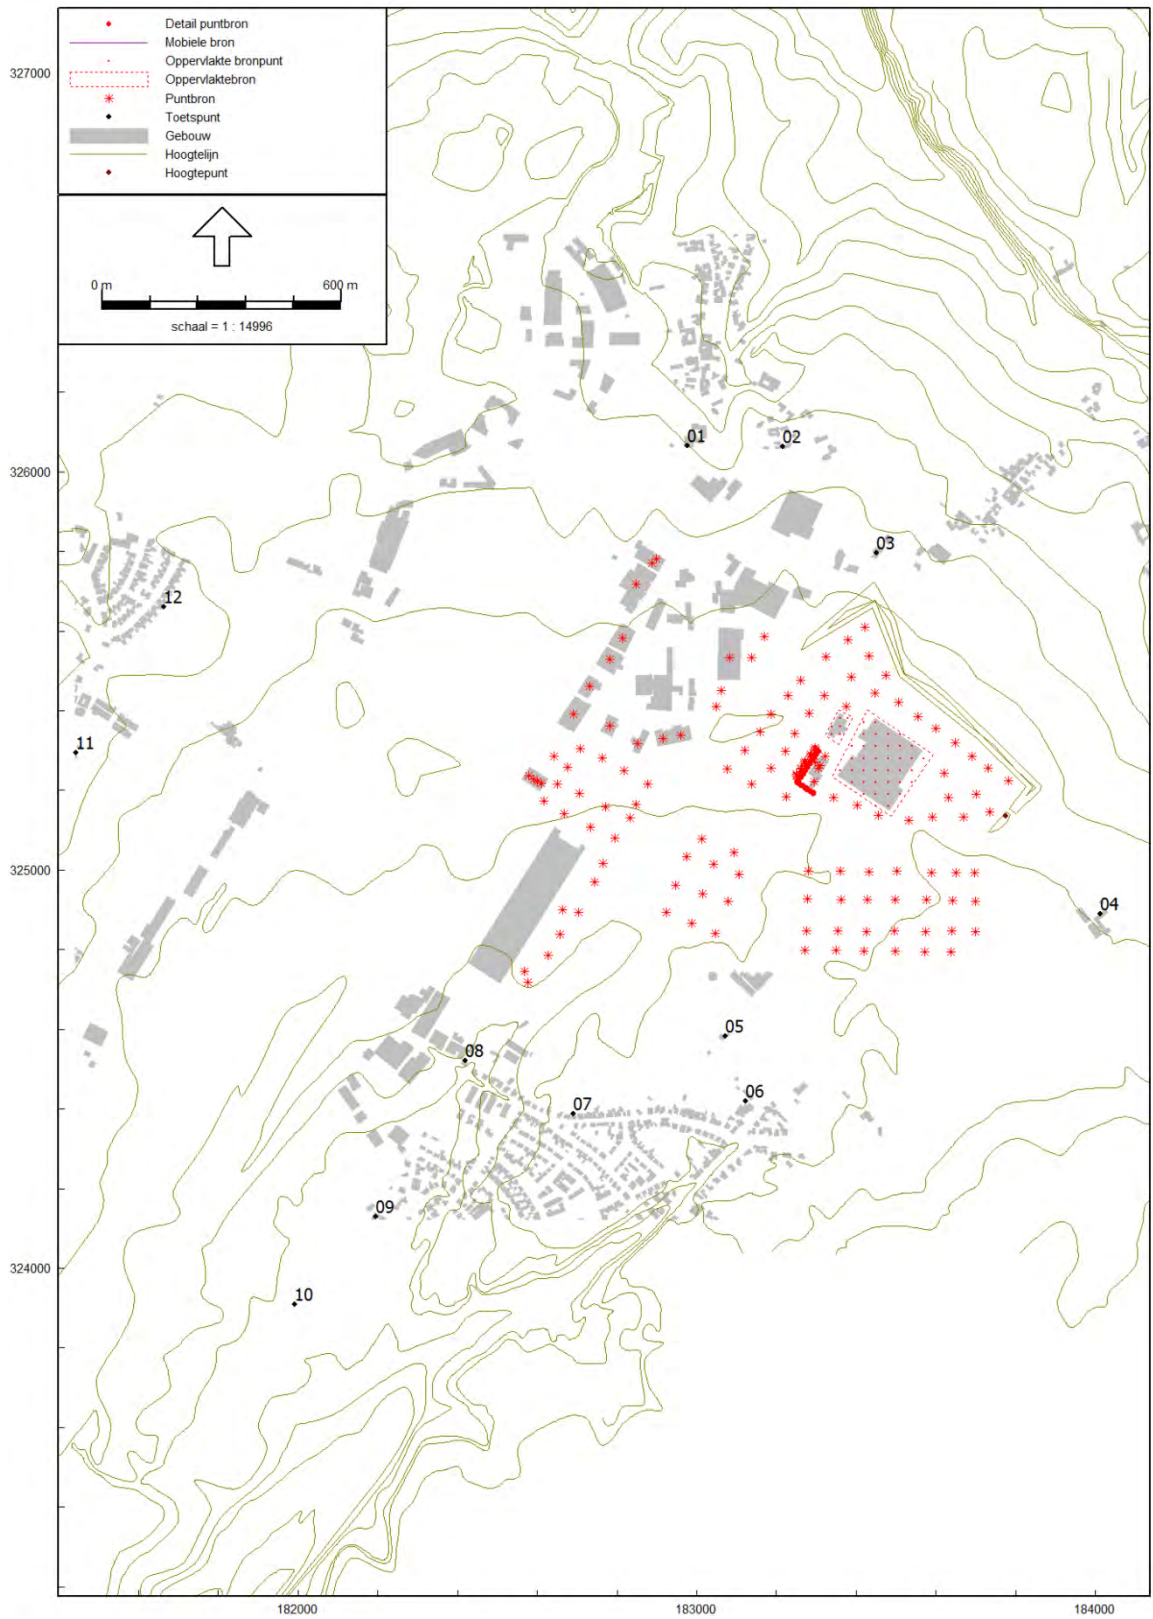 Detail puntbron
Mobiele bron
Oppervlakte bronpunt
Oppervlaktebron
Puntbron
Toetspunt
Gebouw
Hoogtelijn
Hoogtepunt
0 m 600 m
schaal = 1 : 14996
327000
01 02
326000
03
12
11
325000
04
05
08
06
07
09
324000
10
182000 183000 184000